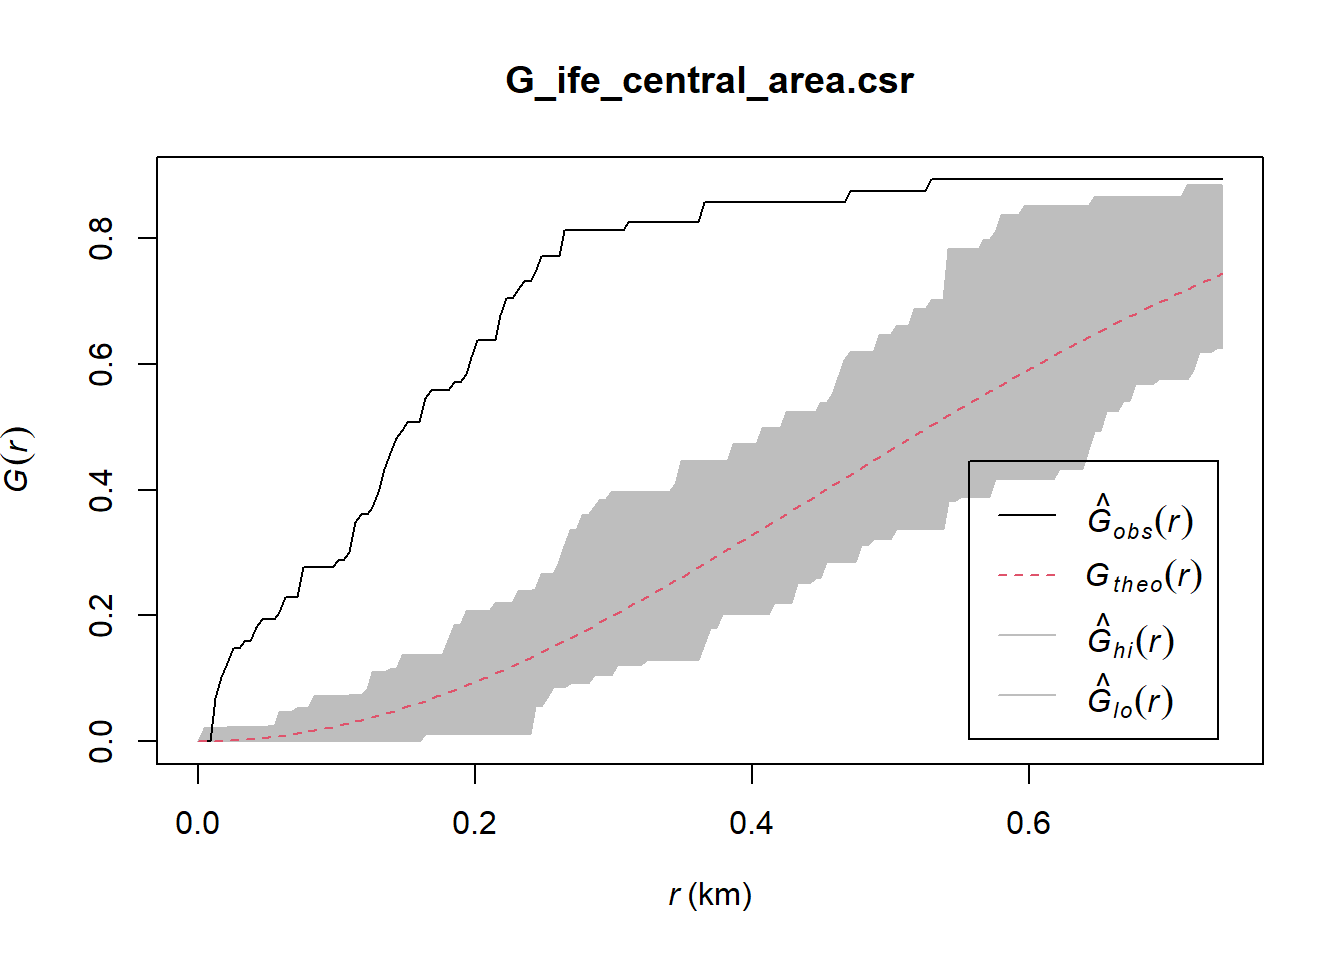 G_ife_central_area.csr
G(r)
0.0 0.2 0.4 0.6 0.8
0.0 0.2 0.4 0.6
r (km)
Ĝobs(r)
Gtheo(r)
Ĝhi(r)
Ĝlo(r)